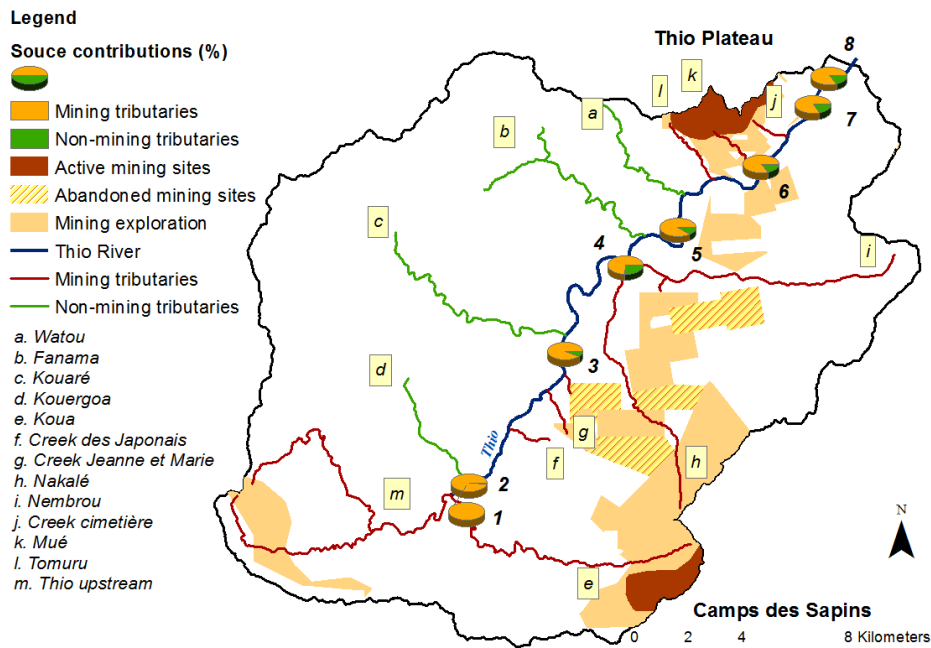 Legend
Souce contributions (%)
Mining tributaries
Non-mining tributaries
Active mining sites
Abandoned mining sites
Mining exploration
Thio River
Mining tributaries
Non-mining tributaries
a. Watou
b. Fanama
c. Kouaré
d. Kouergoa
e. Koua
f. Creek des Japonais
g. Creek Jeanne et Marie
h. Nakalé
i. Nembrou
j. Creek cimetière
k. Mué
l. Tomuru
m. Thio upstream
Thio Plateau
8
k
l
j
a
7
b
6
c
4
5
i
3
d
Thio
g
f
h
m
2
1
N
e
Camps des Sapins
0 2 4 8 Kilometers